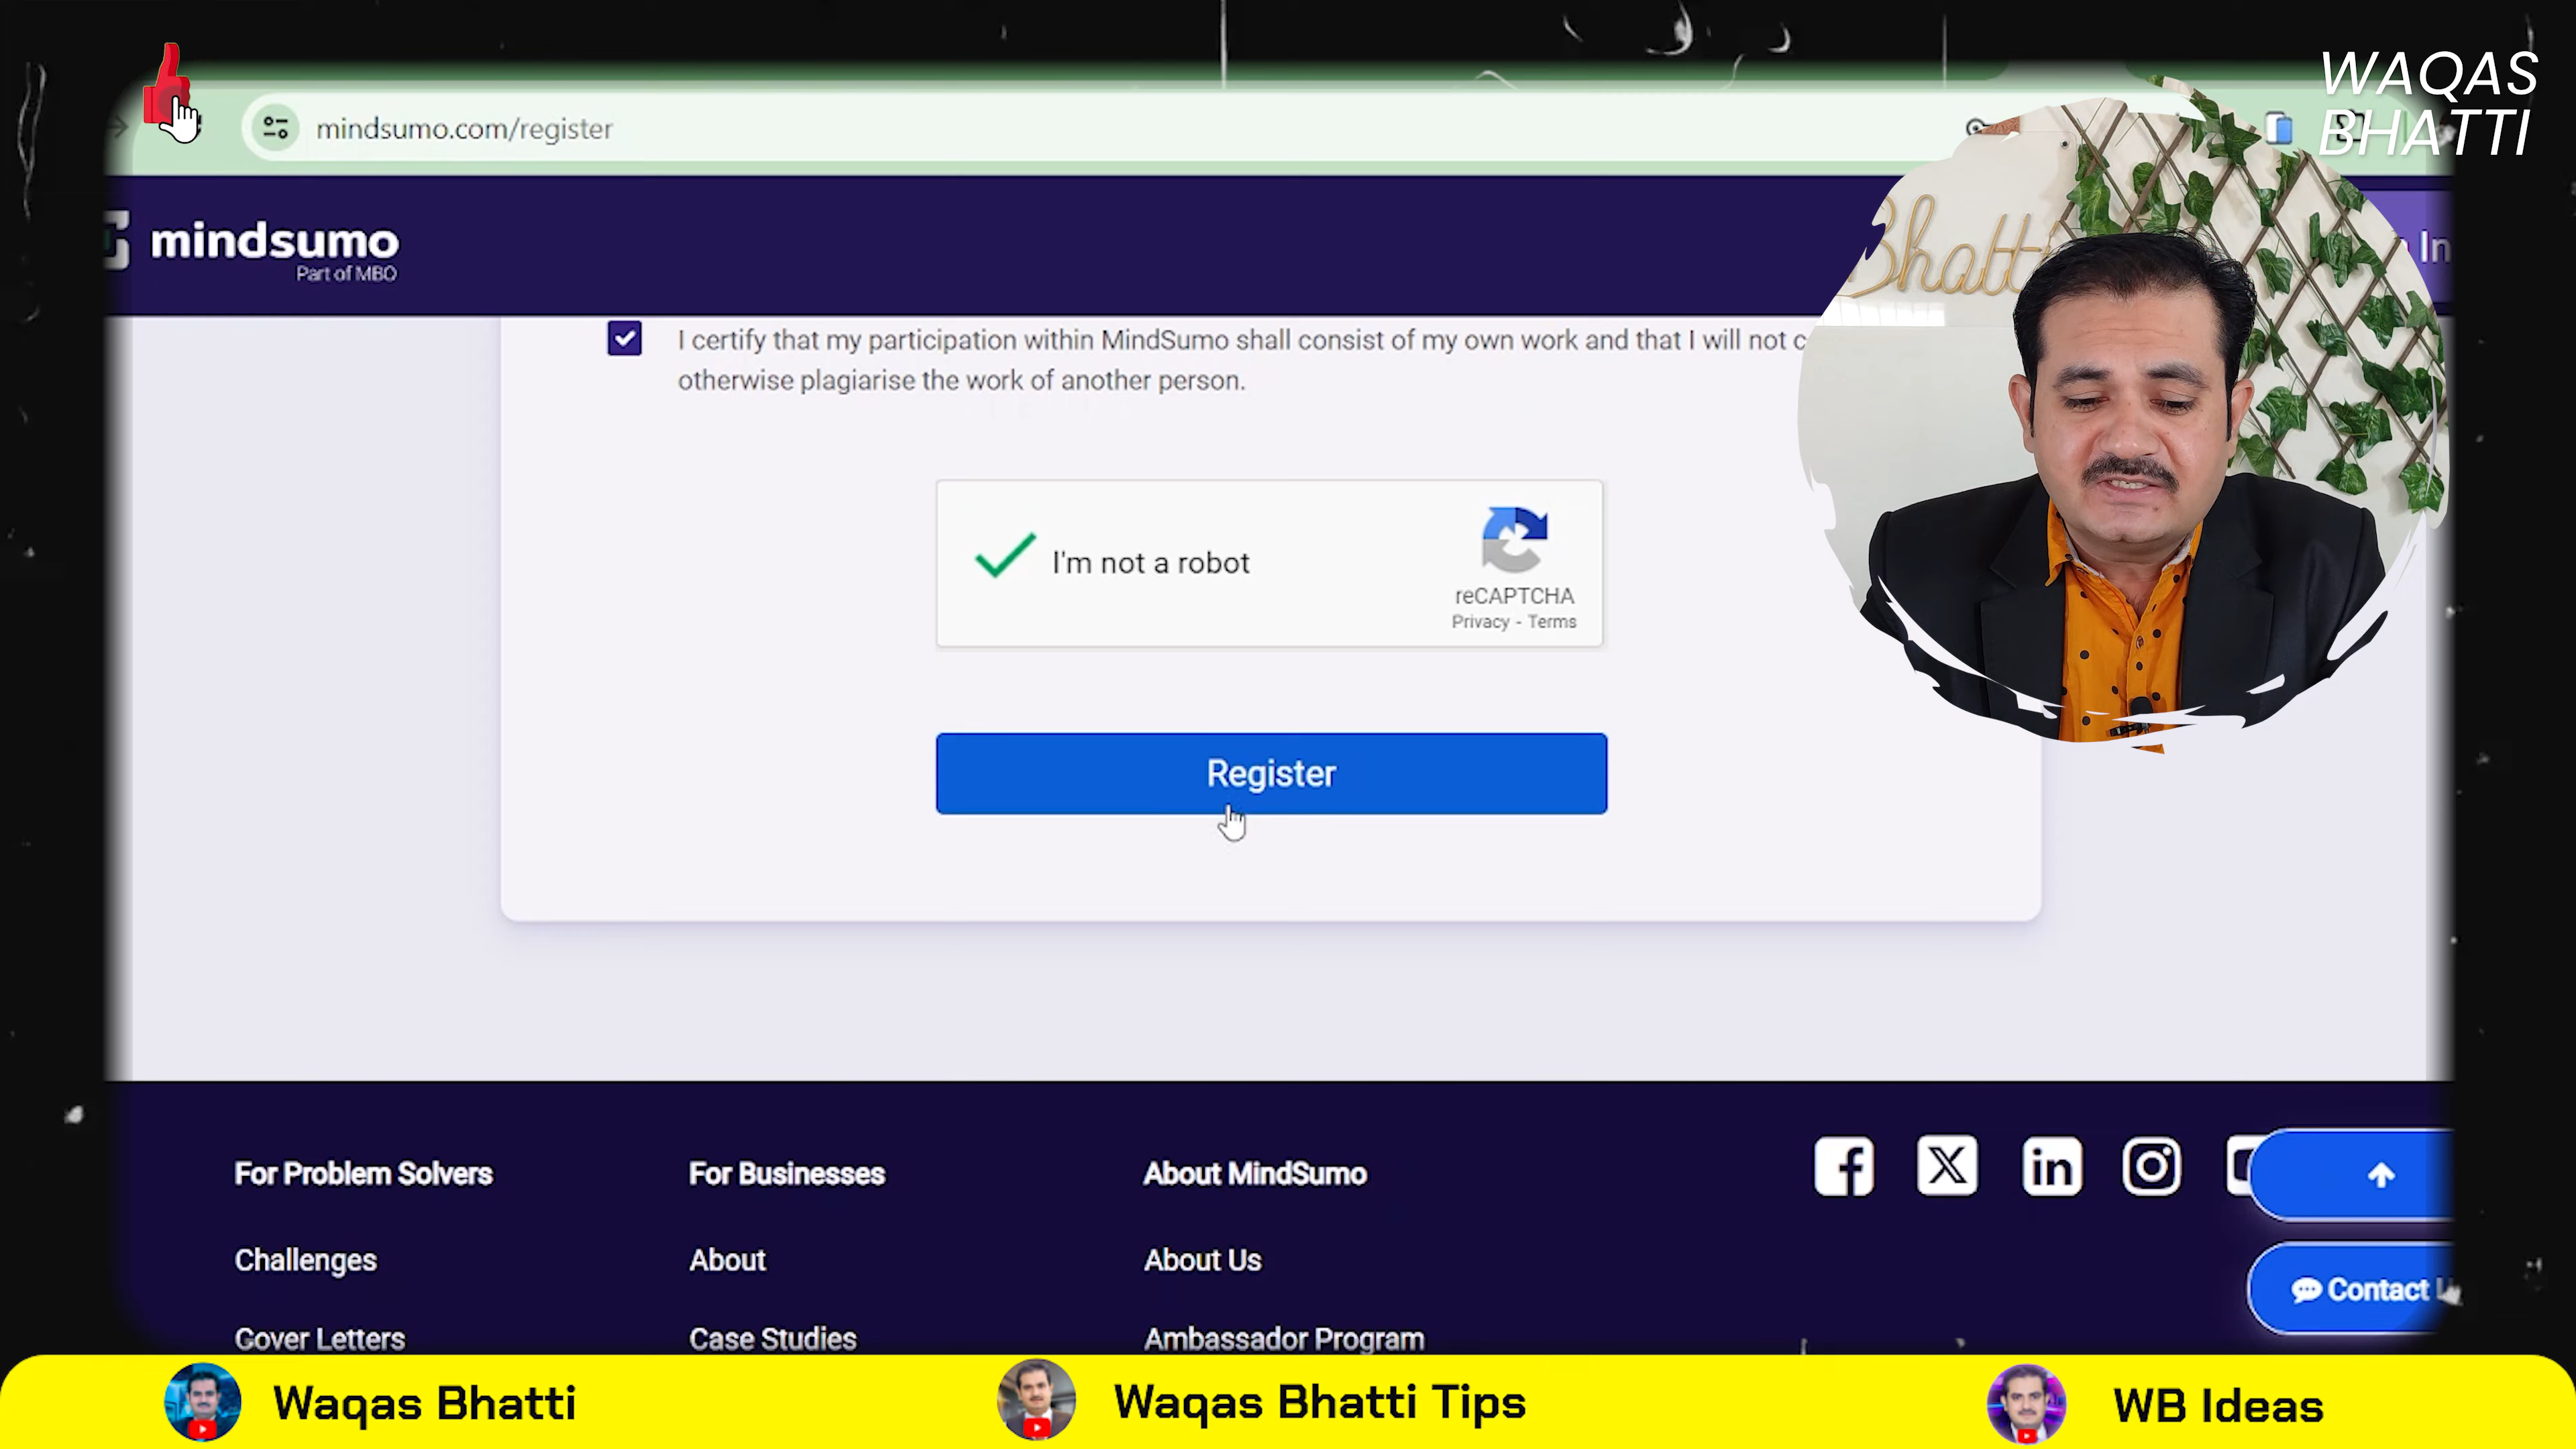 WAQAS
BHATTI
mindsumo.com/register
mindsumo
Part of MBO
Bhatti
In
I certify that my participation within MindSumo shall consist of my own work and that I will not
otherwise plagiarise the work of another person.
I'm not a robot
reCAPTCHA
Privacy - Terms
Register
For Problem Solvers
For Businesses
About MindSumo
Challenges
About
About Us
Contact
Cover Letters
Case Studies
Ambassador Program
Waqas Bhatti
Waqas Bhatti Tips
WB Ideas